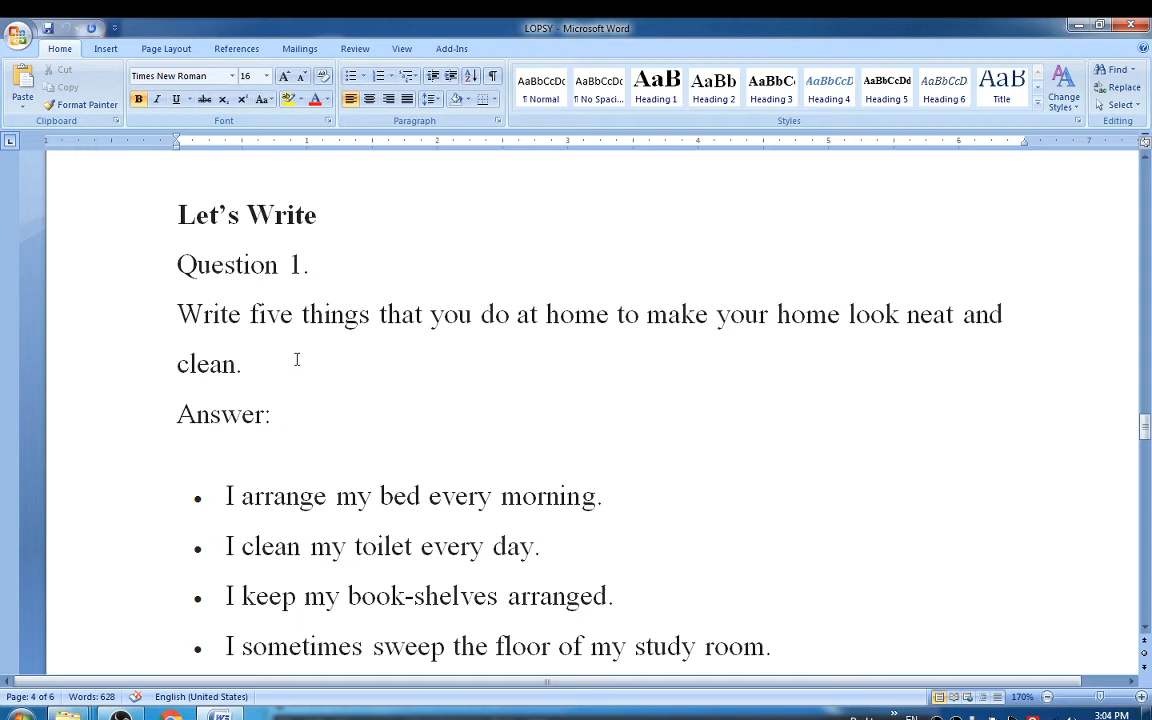 LOPSY - Microsoft Word
Home Insert Page Layout References Mailings Review View Add-Ins
Cut
Copy
Format Painter
Paste
Clipboard
Times New Roman 16
Font
Paragraph
AaBbCcDc AaBbCcDc AaB AaBb AaBbC AaBbCcD AaBbCcDd AaBbCcD AaBbC
¶ Normal ¶ No Spaci... Heading 1 Heading 2 Heading 3 Heading 4 Heading 5 Heading 6 Title
Change Styles
Styles
Find
Replace
Select
Editing
Let’s Write
Question 1.
Write five things that you do at home to make your home look neat and
clean.
Answer:
• I arrange my bed every morning.
• I clean my toilet every day.
• I keep my book-shelves arranged.
• I sometimes sweep the floor of my study room.
Page: 4 of 6 Words: 628 English (United States) 170%
EN 3:04 PM